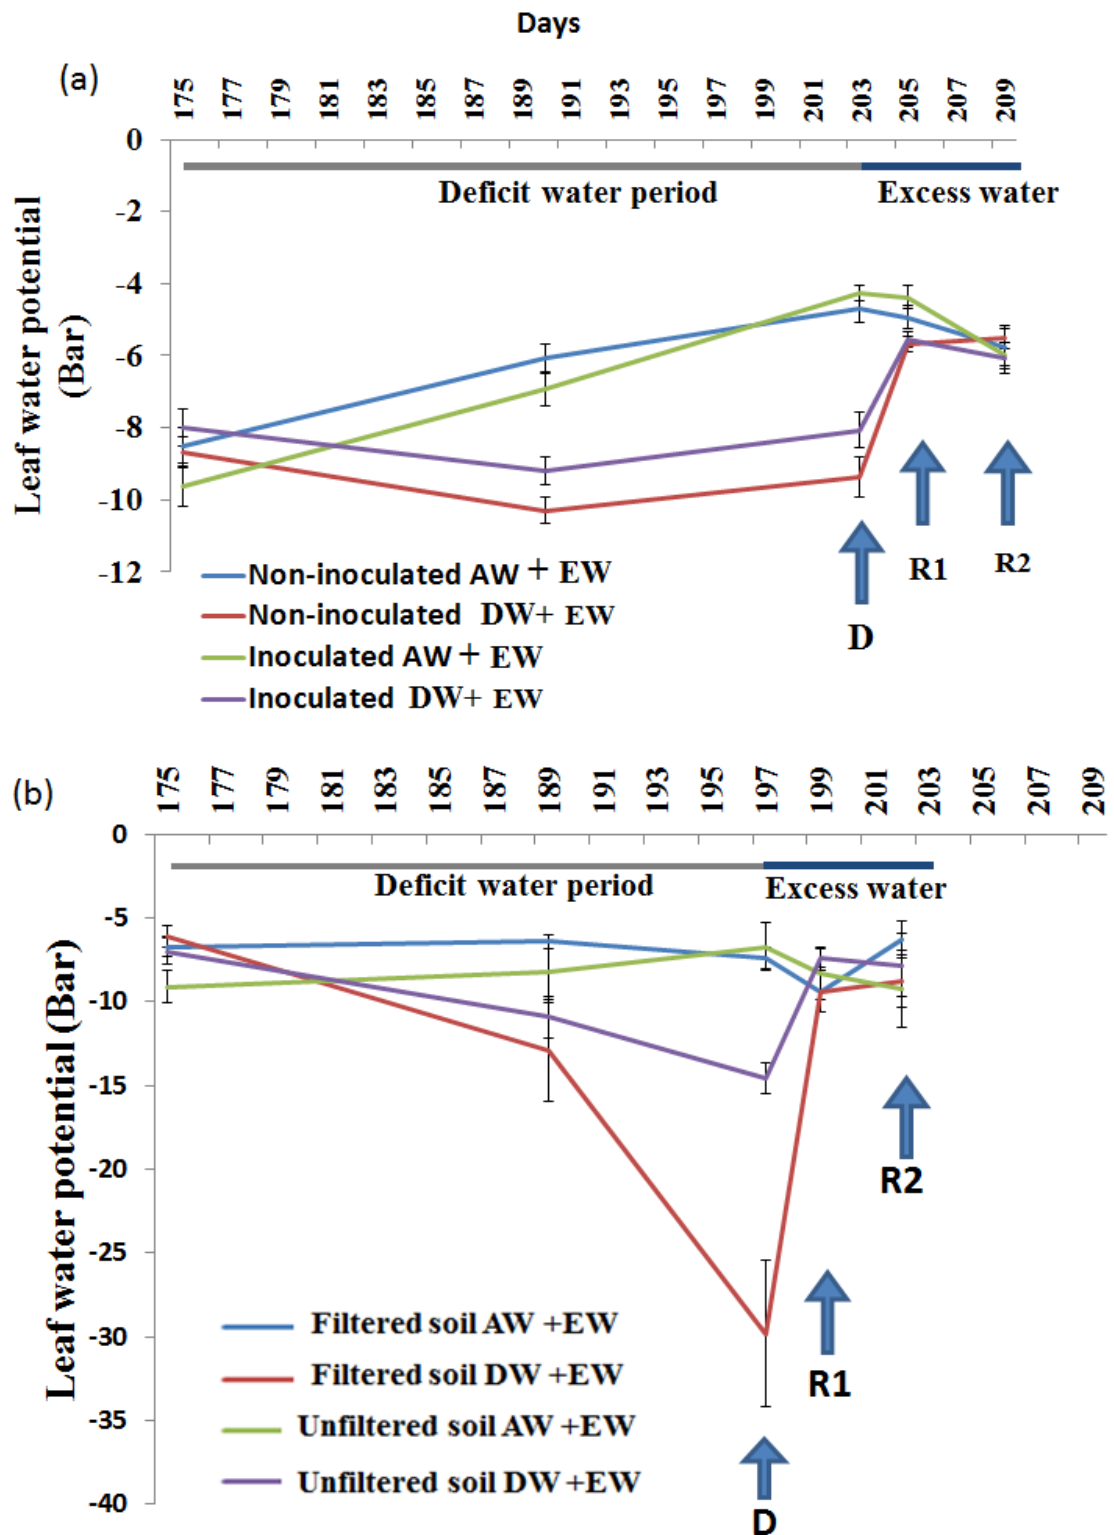 Days
(a)
175 177 179 181 183 185 187 189 191 193 195 197 199 201 203 205 207 209
0
Deficit water period Excess water
-2
-4
-6
-8
-10
-12
Leaf water potential
(Bar)
Non-inoculated AW + EW
Non-inoculated DW+ EW
Inoculated AW + EW
Inoculated DW+ EW
D
R1
R2
(b)
175 177 179 181 183 185 187 189 191 193 195 197 199 201 203 205 207 209
0
Deficit water period Excess water
-5
-10
-15
-20
-25
-30
-35
-40
Leaf water potential (Bar)
R2
R1
D
Filtered soil AW +EW
Filtered soil DW +EW
Unfiltered soil AW +EW
Unfiltered soil DW +EW